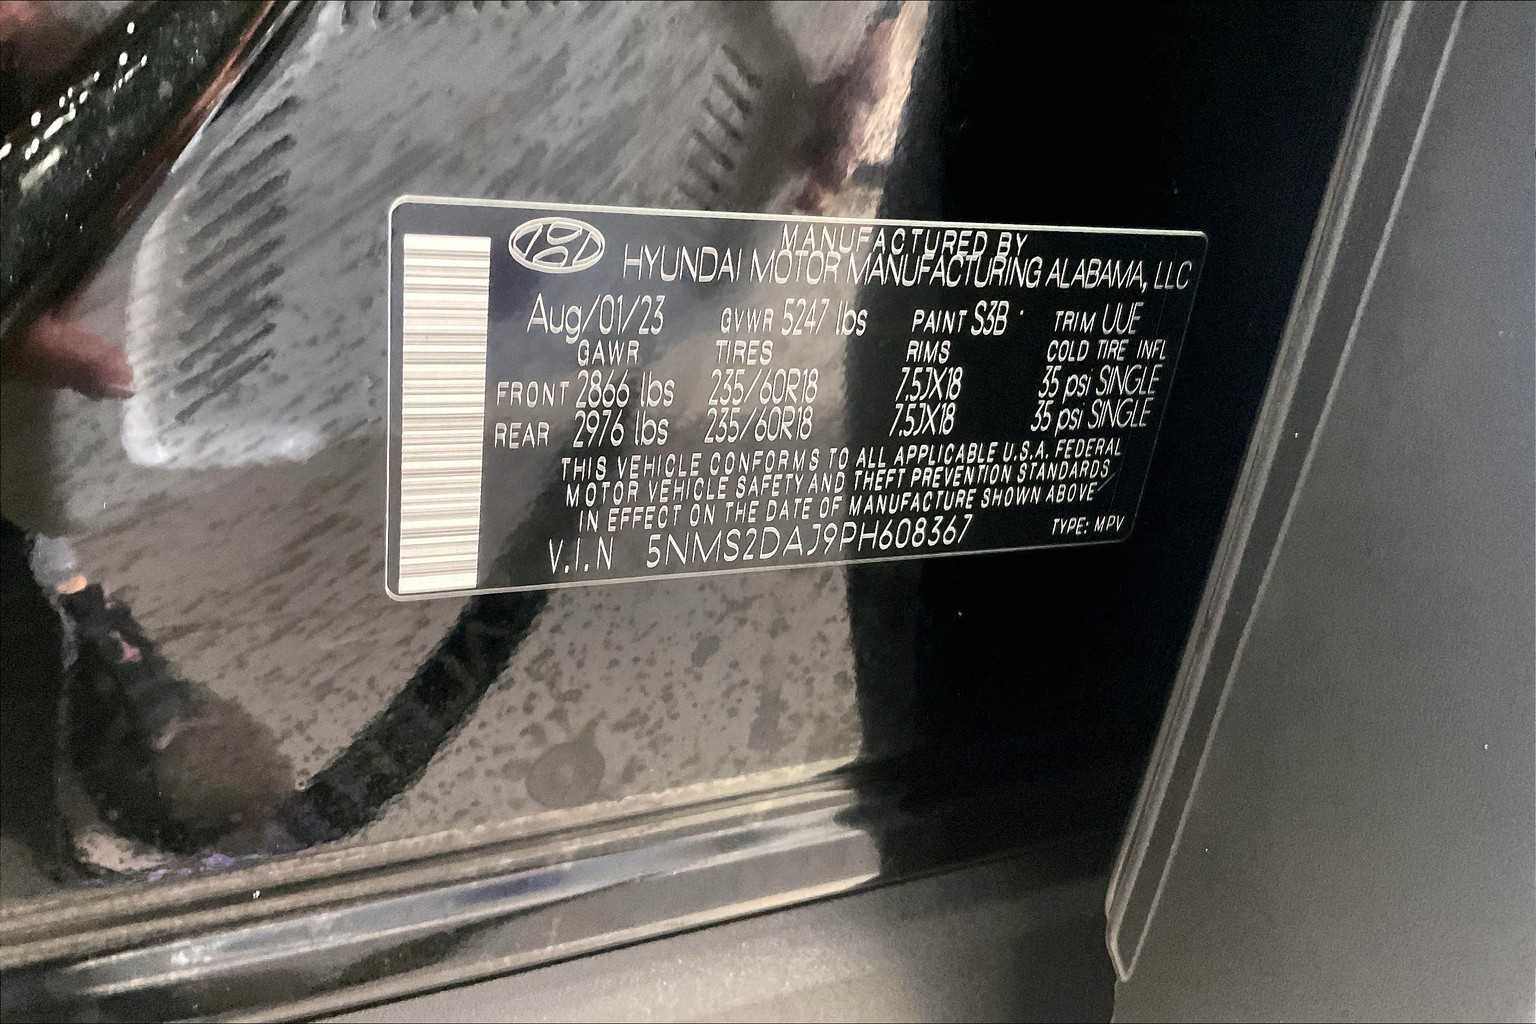 MANUFACTURED BY
HYUNDAI MOTOR MANUFACTURING ALABAMA, LLC
Aug/01/23 GVWR 5247 lbs PAINT S3B TRIM UUE
GAWR TIRES RIMS COLD TIRE INFL
FRONT 2866 lbs 235/60R18 7.5JX18 35 psi SINGLE
REAR 2976 lbs 235/60R18 7.5JX18 35 psi SINGLE
THIS VEHICLE CONFORMS TO ALL APPLICABLE U.S.A. FEDERAL
MOTOR VEHICLE SAFETY AND THEFT PREVENTION STANDARDS
IN EFFECT ON THE DATE OF MANUFACTURE SHOWN ABOVE
V.I.N 5NMS2DAJ9PH608367 TYPE: MPV